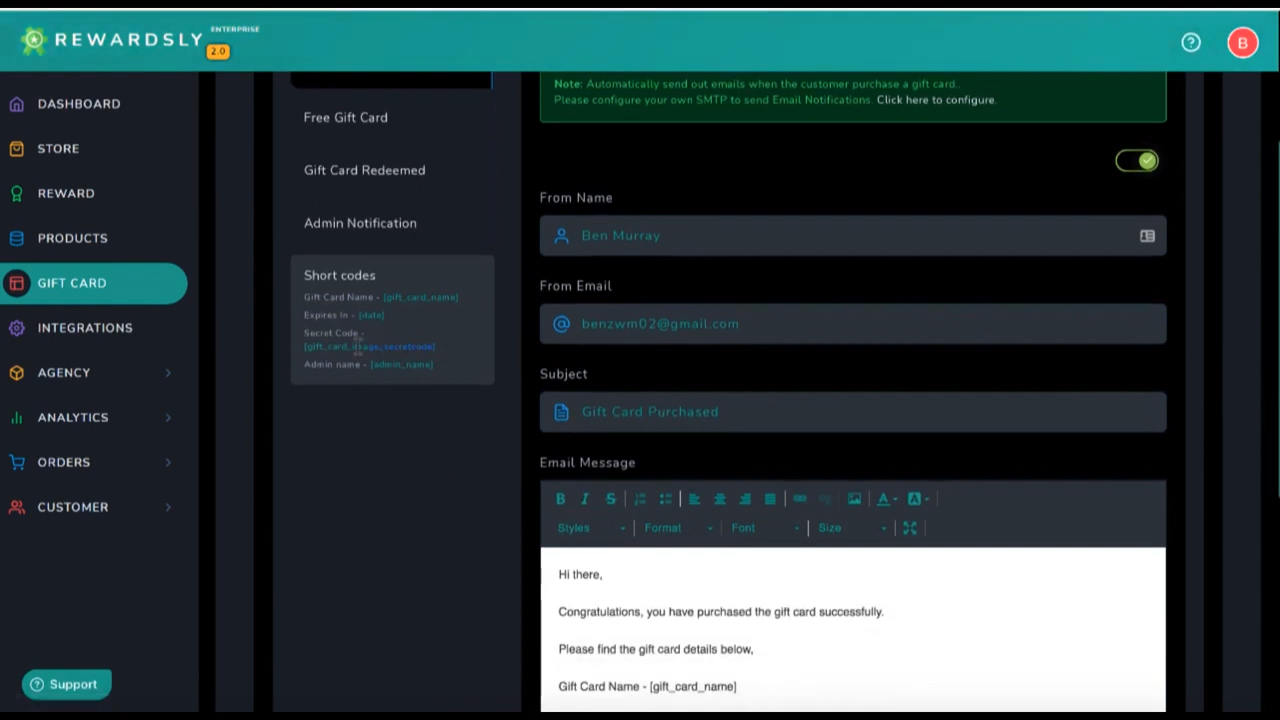 REWARDSLY
ENTERPRISE
2.0
B
DASHBOARD
STORE
REWARD
PRODUCTS
GIFT CARD
INTEGRATIONS
AGENCY
ANALYTICS
ORDERS
CUSTOMER
Support
Free Gift Card
Gift Card Redeemed
Admin Notification
Short codes
Gift Card Name - [gift_card_name]
Expires In - [date]
Secret Code -
[gift_card_image_secretcode]
Admin name - [admin_name]
Note: Automatically send out emails when the customer purchase a gift card..
Please configure your own SMTP to send Email Notifications. Click here to configure.
From Name
Ben Murray
From Email
benzwm02@gmail.com
Subject
Gift Card Purchased
Email Message
B I S A A
Styles Format Font Size
Hi there,
Congratulations, you have purchased the gift card successfully.
Please find the gift card details below,
Gift Card Name - [gift_card_name]